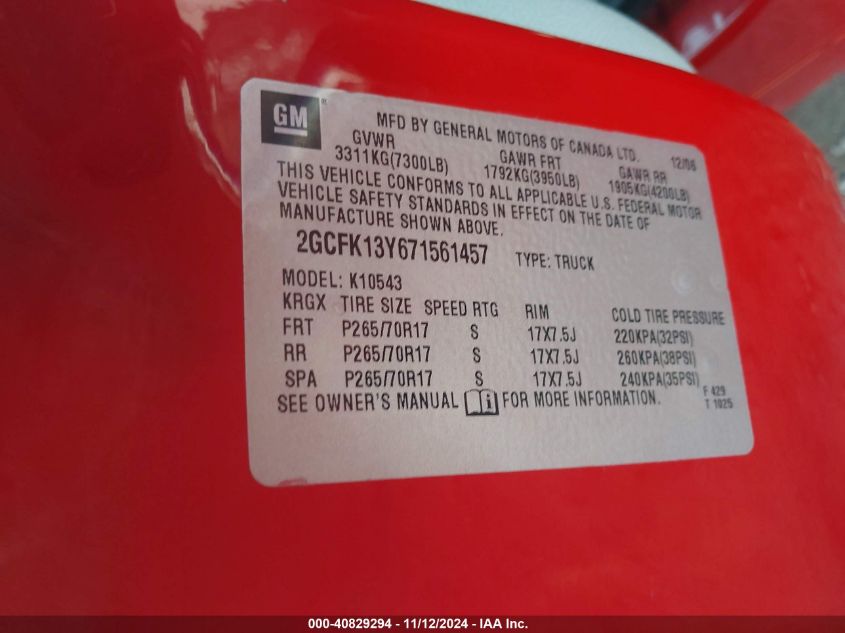 GM
MFD BY GENERAL MOTORS OF CANADA LTD. 12/06
GVWR GAWR FRT GAWR RR
3311KG(7300LB) 1792KG(3950LB) 1905KG(4200LB)
THIS VEHICLE CONFORMS TO ALL APPLICABLE U.S. FEDERAL MOTOR
VEHICLE SAFETY STANDARDS IN EFFECT ON THE DATE OF
MANUFACTURE SHOWN ABOVE.
2GCFK13Y671561457 TYPE: TRUCK
MODEL: K10543
KRGX TIRE SIZE SPEED RTG RIM COLD TIRE PRESSURE
FRT P265/70R17 S 17X7.5J 220KPA(32PSI)
RR P265/70R17 S 17X7.5J 260KPA(38PSI)
SPA P265/70R17 S 17X7.5J 240KPA(35PSI)
SEE OWNER'S MANUAL FOR MORE INFORMATION.
F 429
T 1025
000-40829294 - 11/12/2024 - IAA Inc.